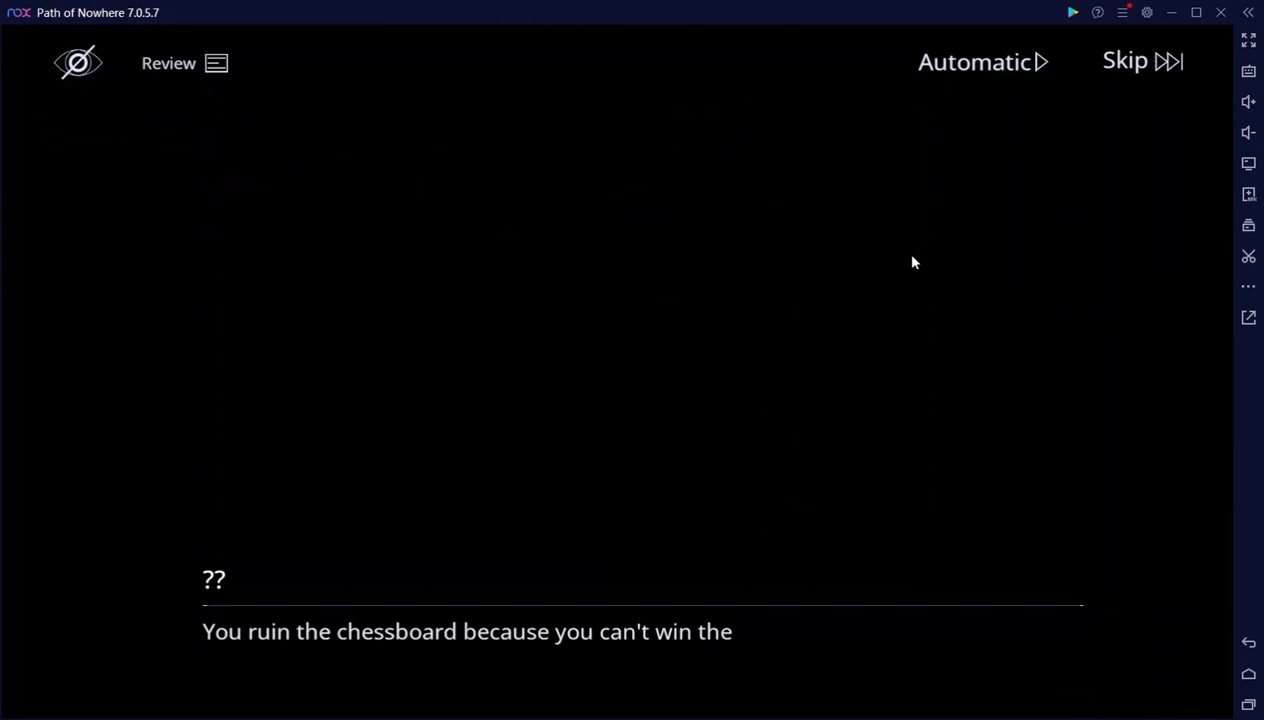 nox Path of Nowhere 7.0.5.7
Review
Automatic
Skip
??
You ruin the chessboard because you can't win the